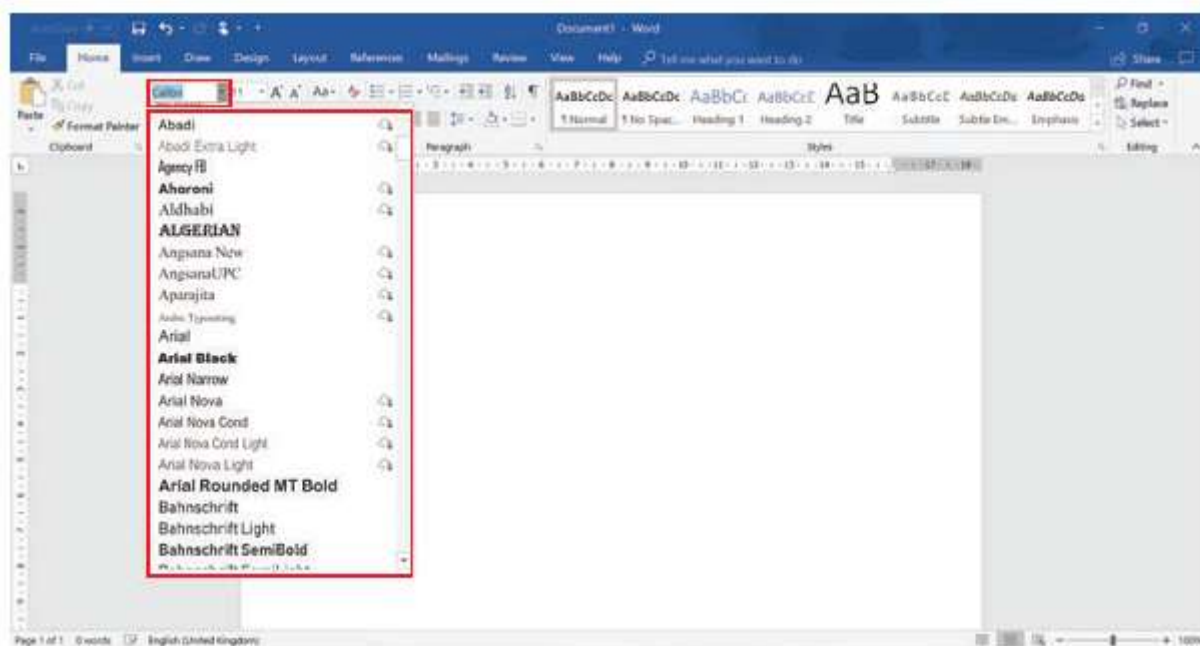 Document1 - Word
File Home Insert Draw Design Layout References Mailings Review View Help Tell me what you want to do Share
Cut
Copy
Paste Format Painter
Clipboard
Calibri 11
Paragraph
AaBbCcDc AaBbCcDc AaBbCc AaBbCcC AaB AaBbCcC AaBbCcDc AaBbCcDc
¶ Normal ¶ No Spac... Heading 1 Heading 2 Title Subtitle Subtle Em... Emphasis
Styles
Find
Replace
Select
Editing
Abadi
Abadi Extra Light
Agency FB
Aharoni
Aldhabi
ALGERIAN
Angsana New
AngsanaUPC
Aparajita
Arabic Typesetting
Arial
Arial Black
Arial Narrow
Arial Nova
Arial Nova Cond
Arial Nova Cond Light
Arial Nova Light
Arial Rounded MT Bold
Bahnschrift
Bahnschrift Light
Bahnschrift SemiBold
Page 1 of 1 0 words English (United Kingdom) 100%